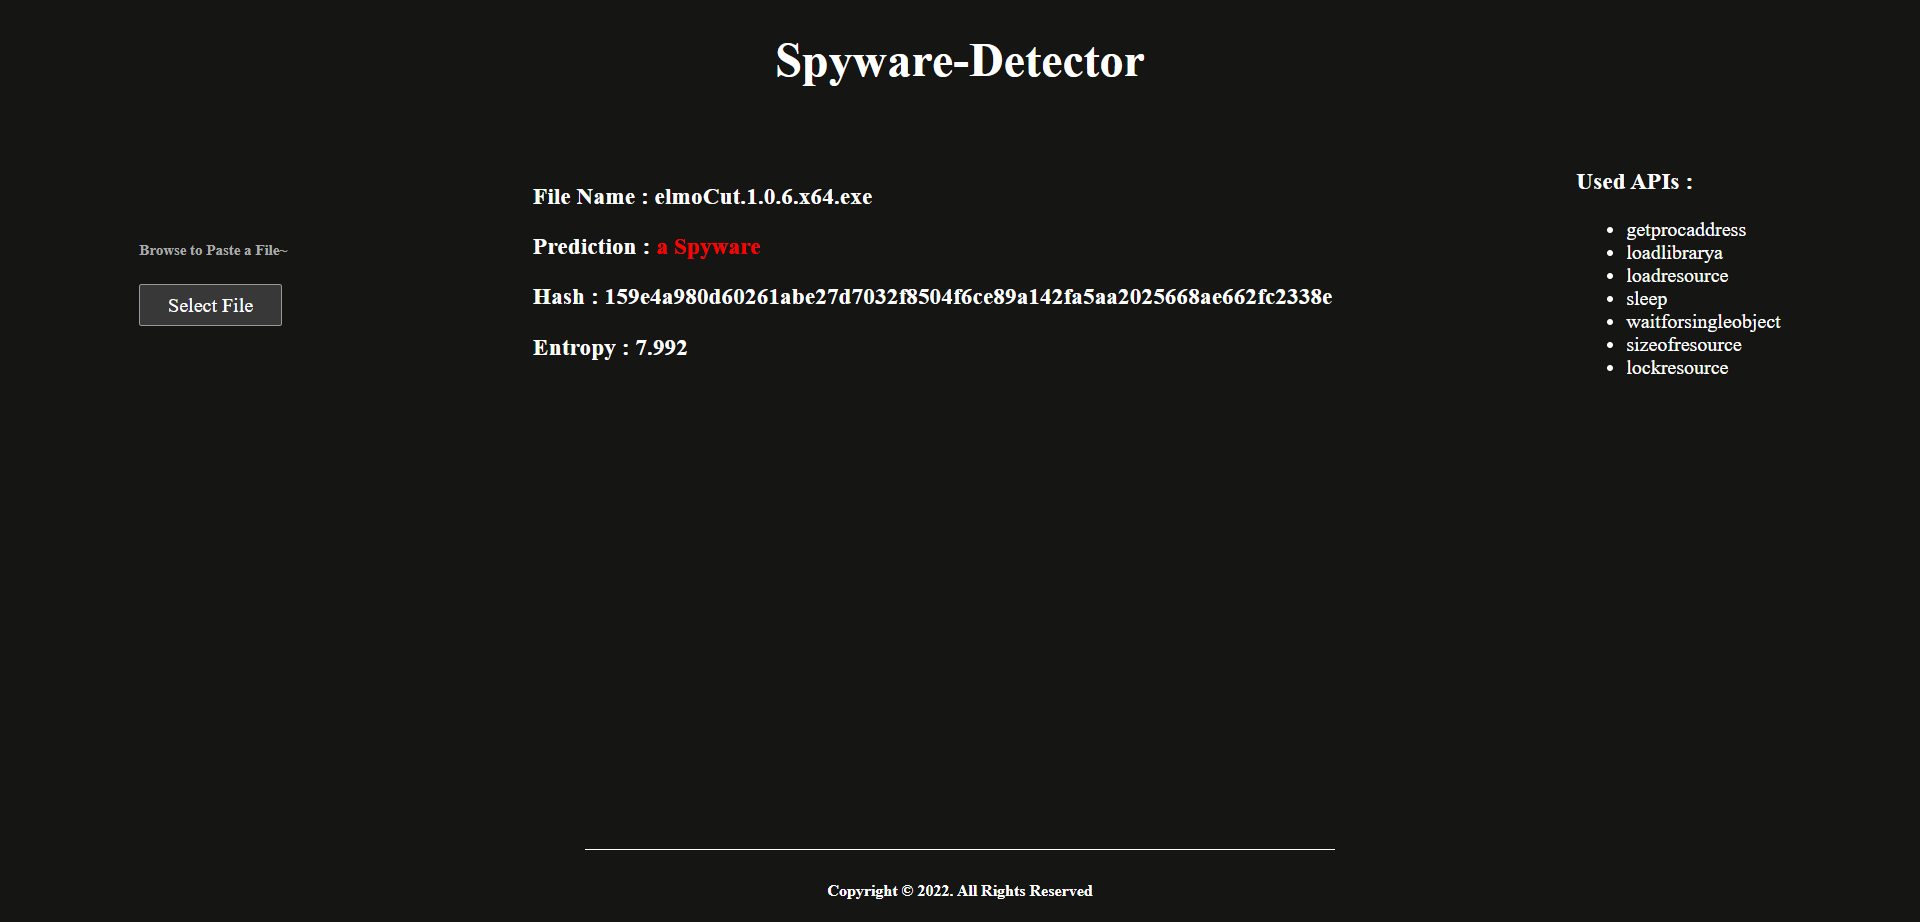 Spyware-Detector
Browse to Paste a File~
Select File
File Name : elmoCut.1.0.6.x64.exe
Prediction : a Spyware
Hash : 159e4a980d60261abe27d7032f8504f6ce89a142fa5aa2025668ae662fc2338e
Entropy : 7.992
Used APIs :
getprocaddress
loadlibrarya
loadresource
sleep
waitforsingleobject
sizeofresource
lockresource
Copyright © 2022. All Rights Reserved